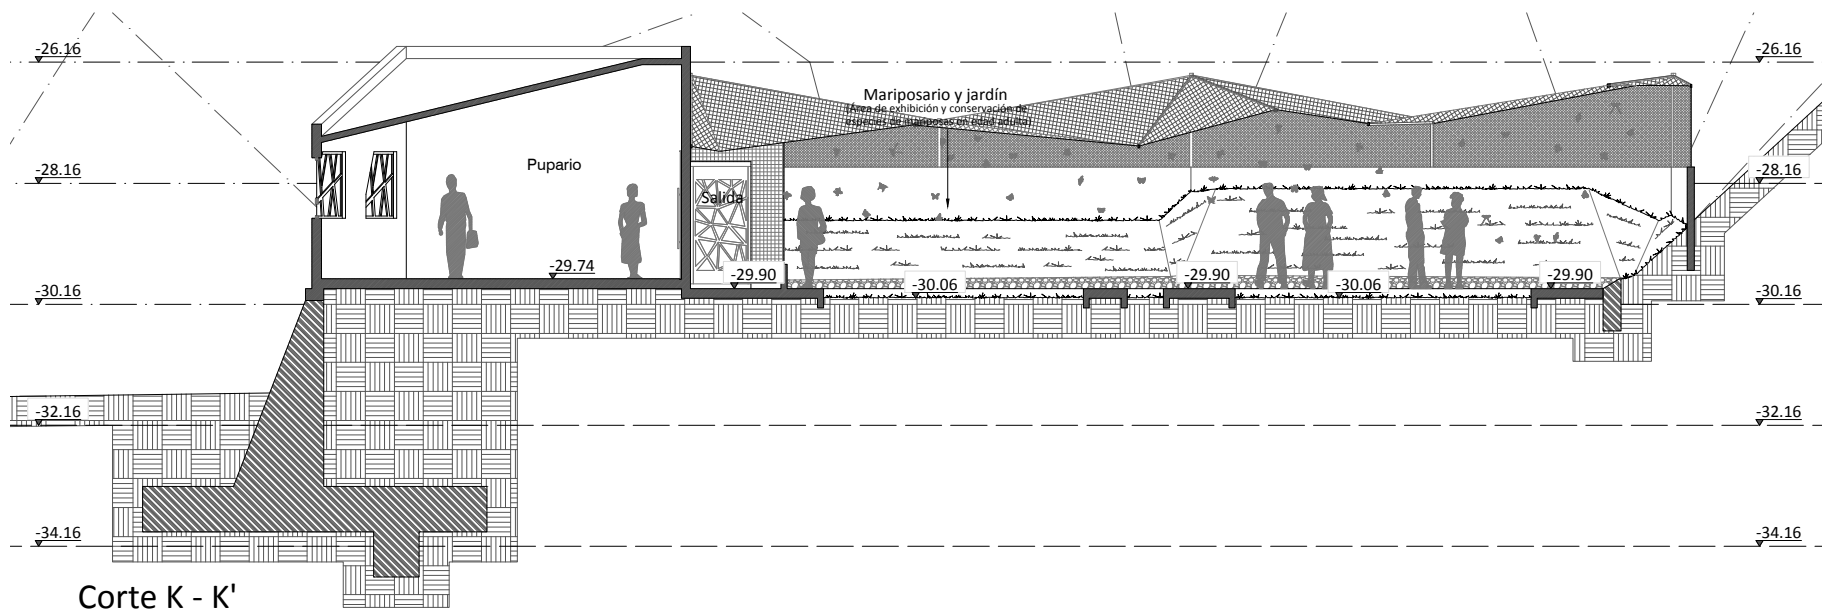 -26.16
-26.16
Mariposario y jardín
(Área de exhibición y conservación de
especies de mariposas en edad adulta)
Pupario
-28.16
-28.16
Salida
-29.74
-29.90
-29.90
-29.90
-30.06
-30.06
-30.16
-30.16
-32.16
-32.16
-34.16
-34.16
Corte K - K'